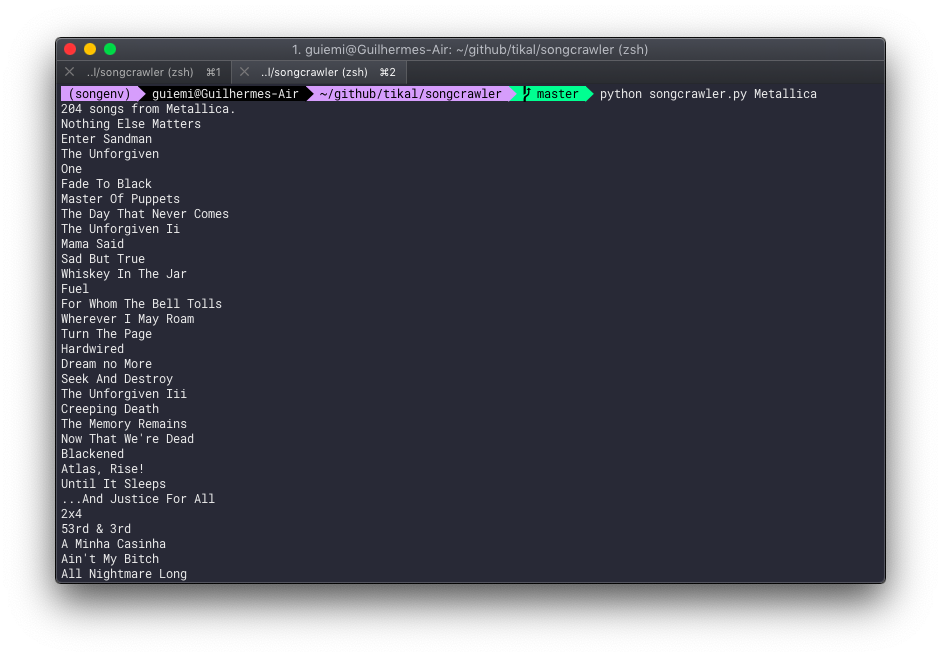 1. guiemi@Guilhermes-Air: ~/github/tikal/songcrawler (zsh)
..l/songcrawler (zsh) ⌘1 ..l/songcrawler (zsh) ⌘2
(songenv) guiemi@Guilhermes-Air ~/github/tikal/songcrawler master python songcrawler.py Metallica
204 songs from Metallica.
Nothing Else Matters
Enter Sandman
The Unforgiven
One
Fade To Black
Master Of Puppets
The Day That Never Comes
The Unforgiven Ii
Mama Said
Sad But True
Whiskey In The Jar
Fuel
For Whom The Bell Tolls
Wherever I May Roam
Turn The Page
Hardwired
Dream no More
Seek And Destroy
The Unforgiven Iii
Creeping Death
The Memory Remains
Now That We're Dead
Blackened
Atlas, Rise!
Until It Sleeps
...And Justice For All
2x4
53rd & 3rd
A Minha Casinha
Ain't My Bitch
All Nightmare Long